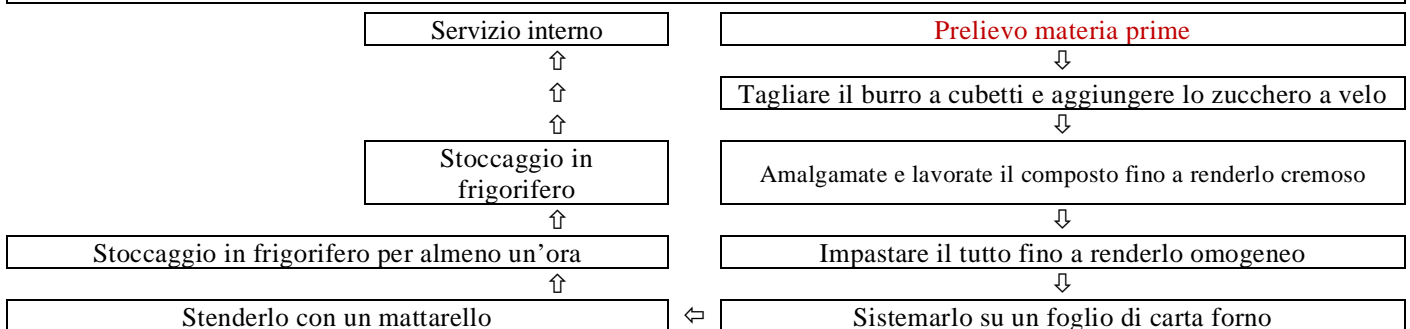 Servizio interno
Prelievo materia prime
⇧
⇩
⇧
Tagliare il burro a cubetti e aggiungere lo zucchero a velo
⇧
⇩
Stoccaggio in
frigorifero
Amalgamate e lavorate il composto fino a renderlo cremoso
⇧
⇩
Stoccaggio in frigorifero per almeno un’ora
Impastare il tutto fino a renderlo omogeneo
⇧
⇩
Stenderlo con un mattarello
⇦
Sistemarlo su un foglio di carta forno